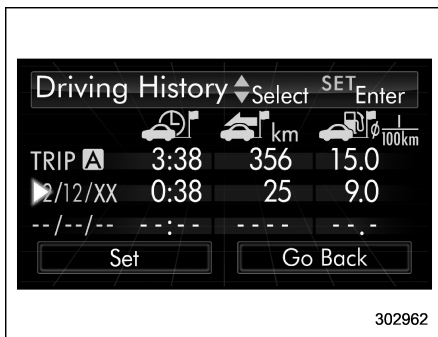 Driving History Select SET Enter
km ø l/100km
TRIP A 3:38 356 15.0
2/12/XX 0:38 25 9.0
--/--/-- --:-- ---- --.-
Set Go Back
302962